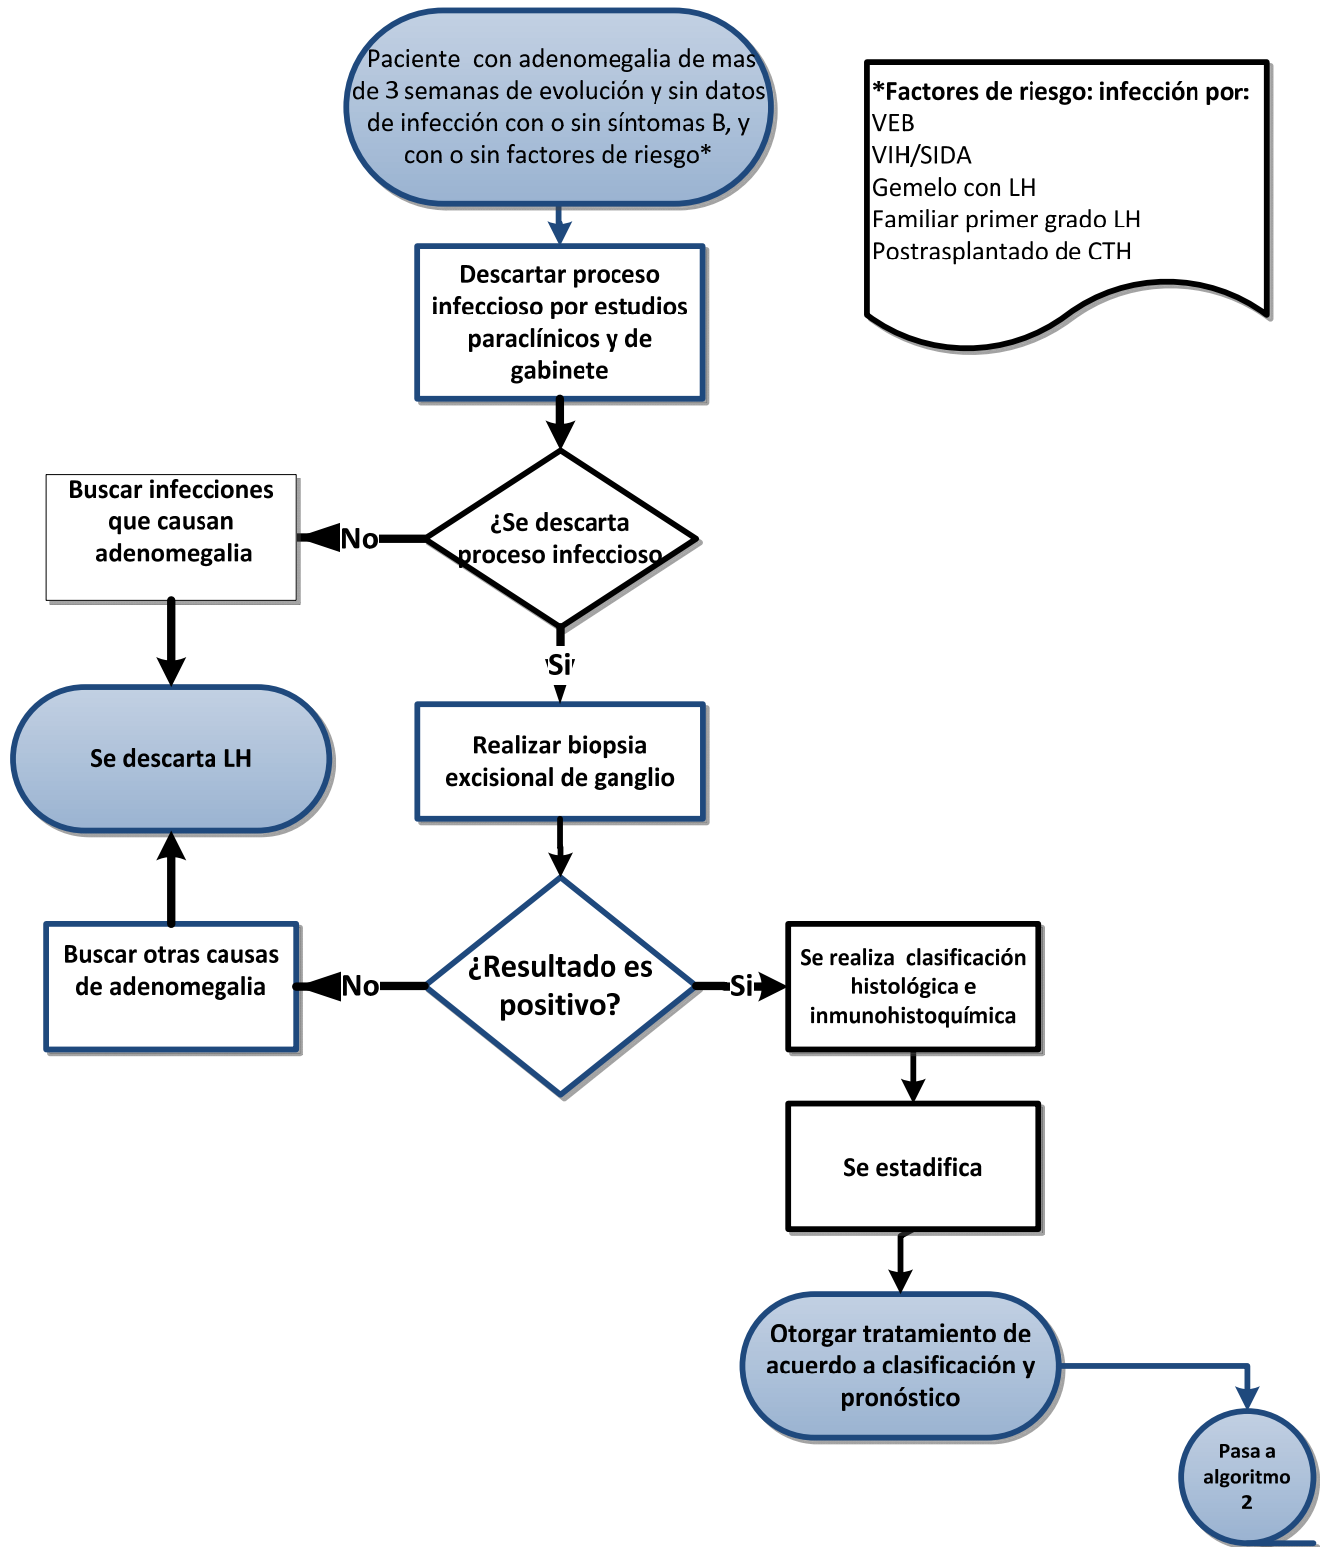 Paciente con adenomegalia de mas
de 3 semanas de evolución y sin datos
de infección con o sin síntomas B, y
con o sin factores de riesgo*
*Factores de riesgo: infección por:
VEB
VIH/SIDA
Gemelo con LH
Familiar primer grado LH
Postrasplantado de CTH
Descartar proceso
infeccioso por estudios
paraclínicos y de
gabinete
¿Se descarta
proceso infeccioso
No
Buscar infecciones
que causan
adenomegalia
Si
Se descarta LH
Realizar biopsia
excisional de ganglio
¿Resultado es
positivo?
No
Buscar otras causas
de adenomegalia
Si
Se realiza clasificación
histológica e
inmunohistoquímica
Se estadifica
Otorgar tratamiento de
acuerdo a clasificación y
pronóstico
Pasa a
algoritmo
2